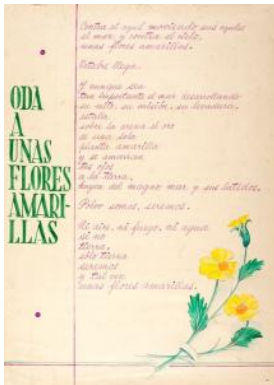 ODA
A
UNAS
FLORES
AMARI-
LLAS
Contra el azul moviendo sus azules
el mar, y contra el cielo,
unas flores amarillas.
Octubre llega.
Y aunque sea
tan importante el mar desarrollando
su mito, su misión, su levadura,
estalla
sobre la arena el oro
de una sola
planta amarilla
y se amarran
tus ojos
a la tierra,
huyen del magno mar y sus latidos.
Polvo somos, seremos.
Ni aire, ni fuego, ni agua
si no
tierra,
sólo tierra
seremos
y tal vez
unas flores amarillas.